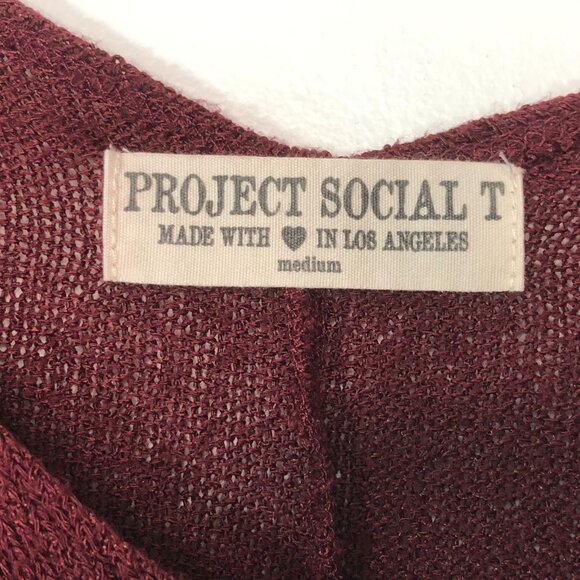 PROJECT SOCIAL T
MADE WITH ♥ IN LOS ANGELES
medium